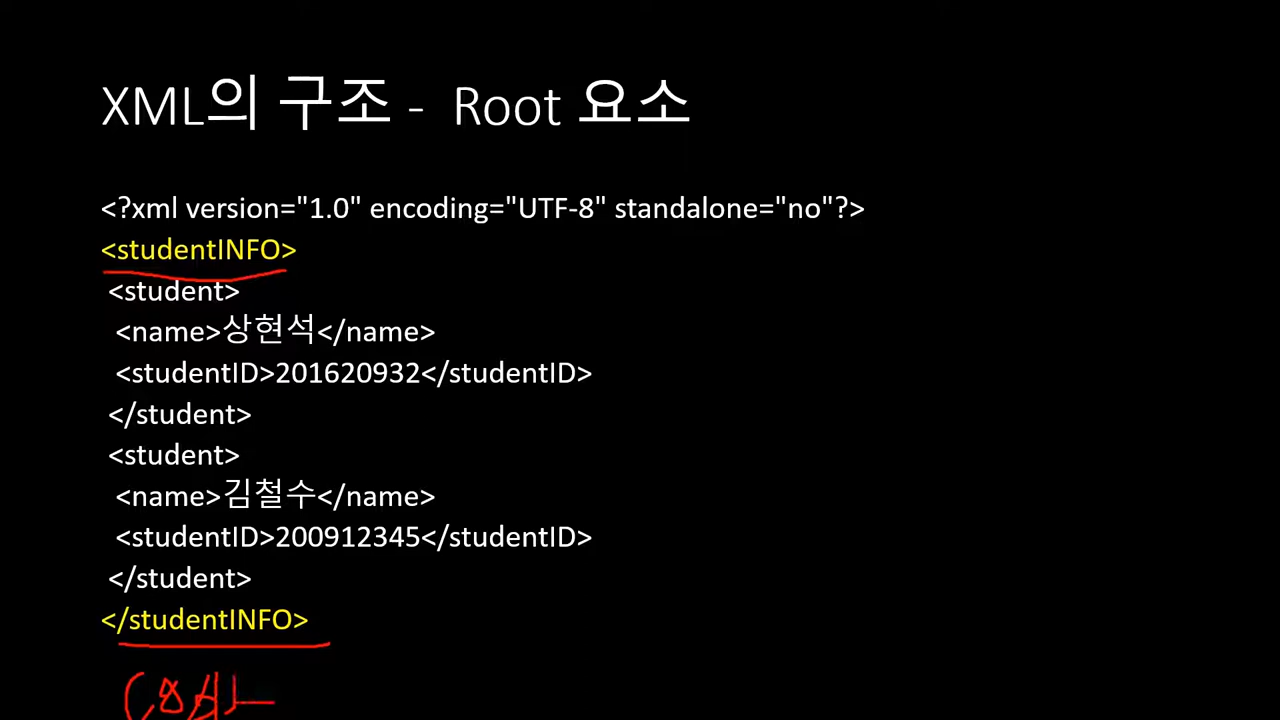 XML의 구조 - Root 요소
<?xml version="1.0" encoding="UTF-8" standalone="no"?>
<studentINFO>
<student>
<name>상현석</name>
<studentID>201620932</studentID>
</student>
<student>
<name>김철수</name>
<studentID>200912345</studentID>
</student>
</studentINFO>